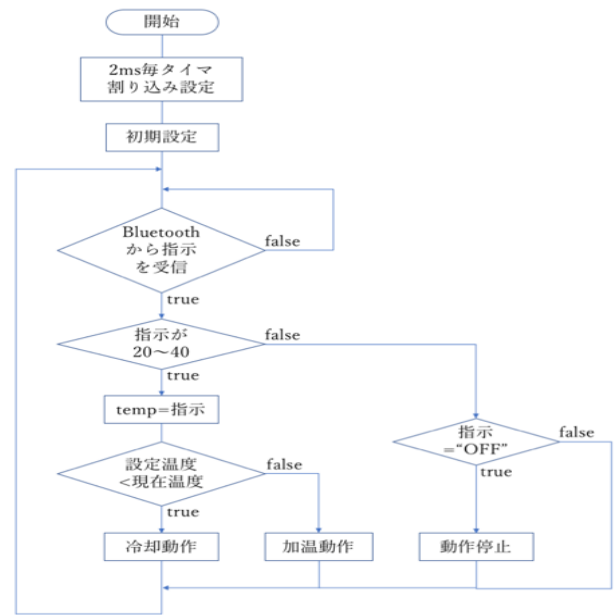 開始
2ms毎タイマ
割り込み設定
初期設定
Bluetooth
から指示
を受信
false
true
指示が
20〜40
false
true
temp=指示
指示
="OFF"
false
true
設定温度
<現在温度
false
true
冷却動作
加温動作
動作停止